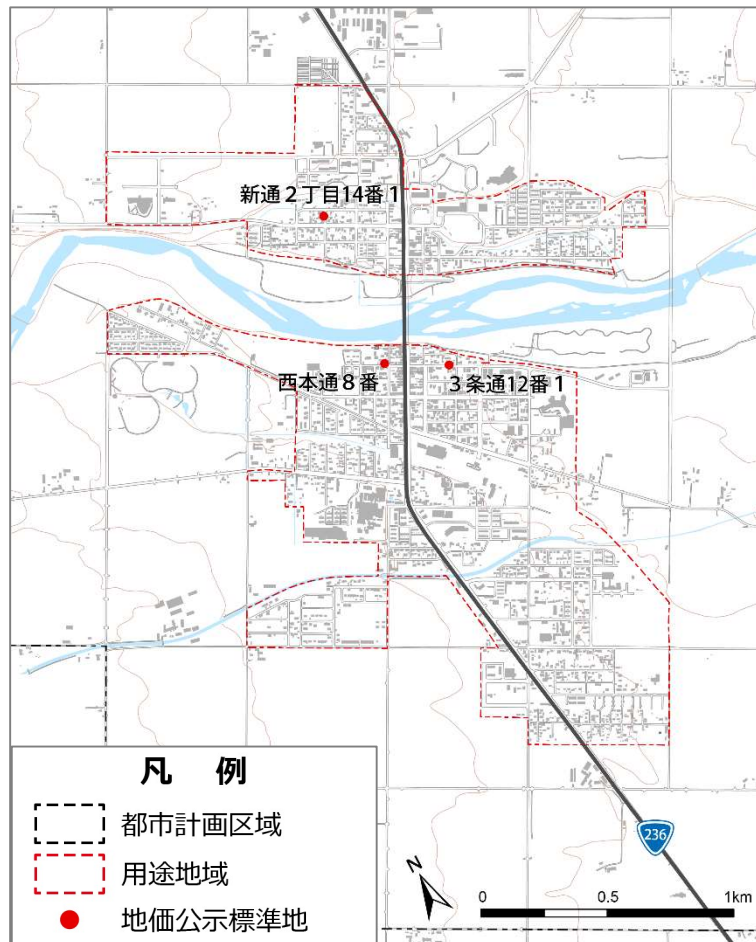 新通２丁目14番１
西本通８番
３条通12番１
凡 例
都市計画区域
用途地域
地価公示標準地
236
N
0 0.5 1km